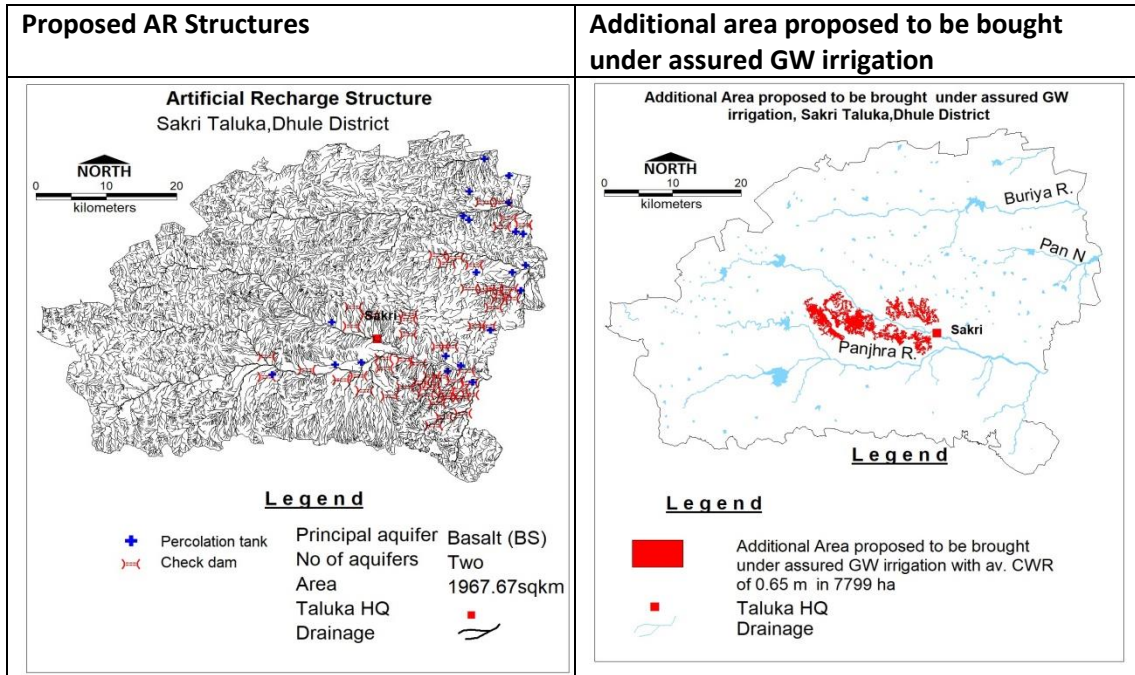 Proposed AR Structures
Additional area proposed to be bought
under assured GW irrigation
Artificial Recharge Structure
Sakri Taluka,Dhule District
NORTH
0 10 20
kilometers
Sakri
Legend
Percolation tank
Check dam
Principal aquifer Basalt (BS)
No of aquifers Two
Area 1967.67sqkm
Taluka HQ
Drainage
Additional Area proposed to be brought under assured GW
irrigation, Sakri Taluka,Dhule District
NORTH
0 10 20
kilometers
Buriya R.
Pan N
Sakri
Panjhra R.
Legend
Legend
Additional Area proposed to be brought
under assured GW irrigation with av. CWR
of 0.65 m in 7799 ha
Taluka HQ
Drainage